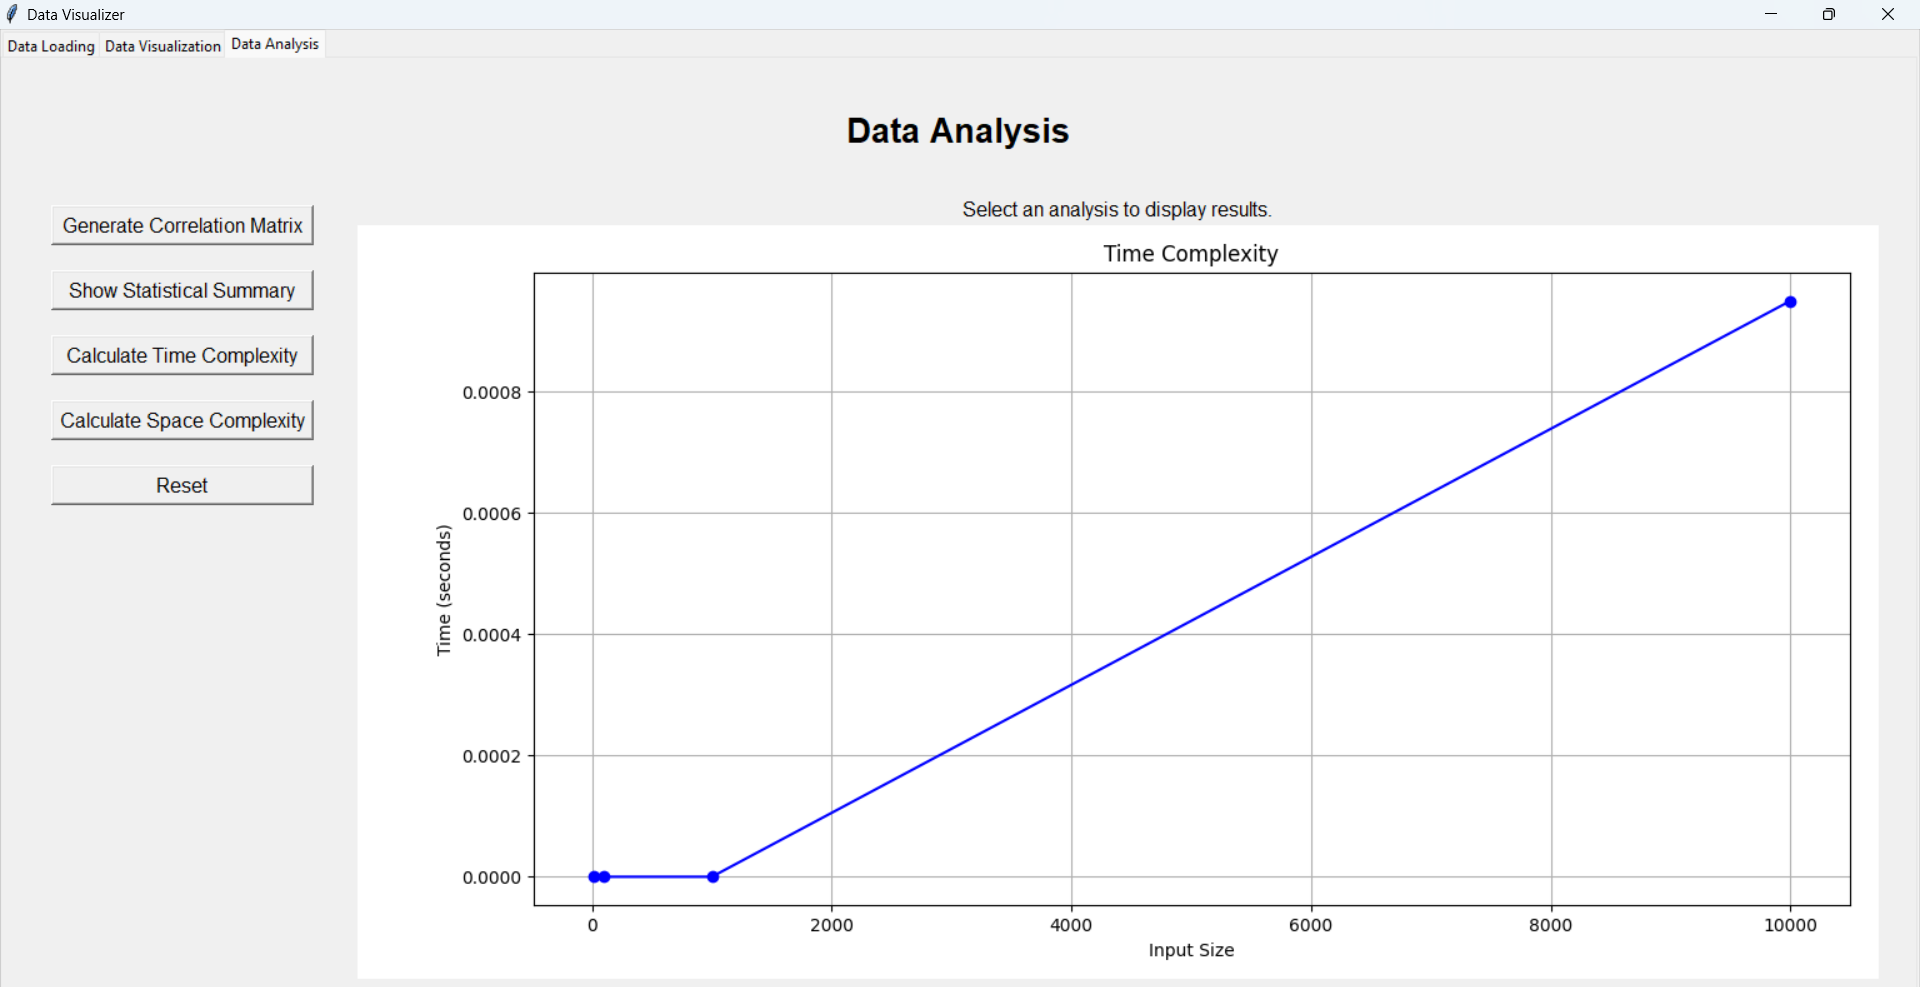 Data Visualizer
Data Loading Data Visualization Data Analysis
Data Analysis
Generate Correlation Matrix
Show Statistical Summary
Calculate Time Complexity
Calculate Space Complexity
Reset
Select an analysis to display results.
Time Complexity
Time (seconds)
0.0008
0.0006
0.0004
0.0002
0.0000
0 2000 4000 6000 8000 10000
Input Size